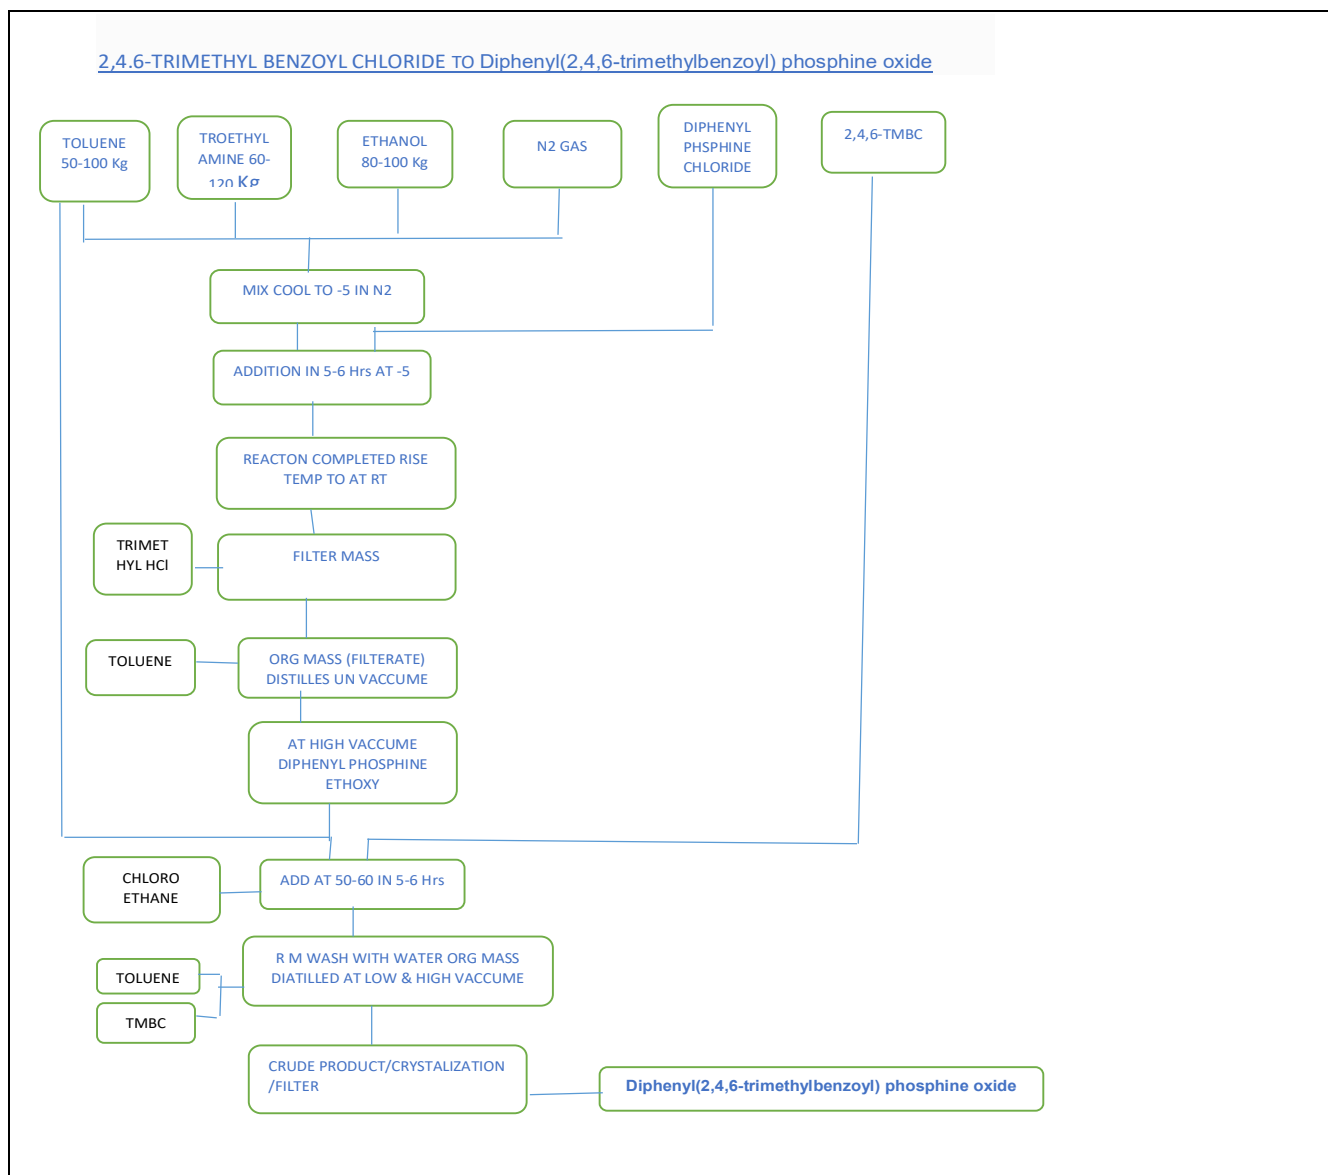 2,4.6-TRIMETHYL BENZOYL CHLORIDE TO Diphenyl(2,4,6-trimethylbenzoyl) phosphine oxide
TOLUENE
50-100 Kg
TROETHYL
AMINE 60-
120 Kg
ETHANOL
80-100 Kg
N2 GAS
DIPHENYL
PHSPHINE
CHLORIDE
2,4,6-TMBC
MIX COOL TO -5 IN N2
ADDITION IN 5-6 Hrs AT -5
REACTON COMPLETED RISE
TEMP TO AT RT
TRIMET
HYL HCl
FILTER MASS
TOLUENE
ORG MASS (FILTERATE)
DISTILLES UN VACCUME
AT HIGH VACCUME
DIPHENYL PHOSPHINE
ETHOXY
CHLORO
ETHANE
ADD AT 50-60 IN 5-6 Hrs
R M WASH WITH WATER ORG MASS
DIATILLED AT LOW & HIGH VACCUME
TOLUENE
TMBC
CRUDE PRODUCT/CRYSTALIZATION
/FILTER
Diphenyl(2,4,6-trimethylbenzoyl) phosphine oxide